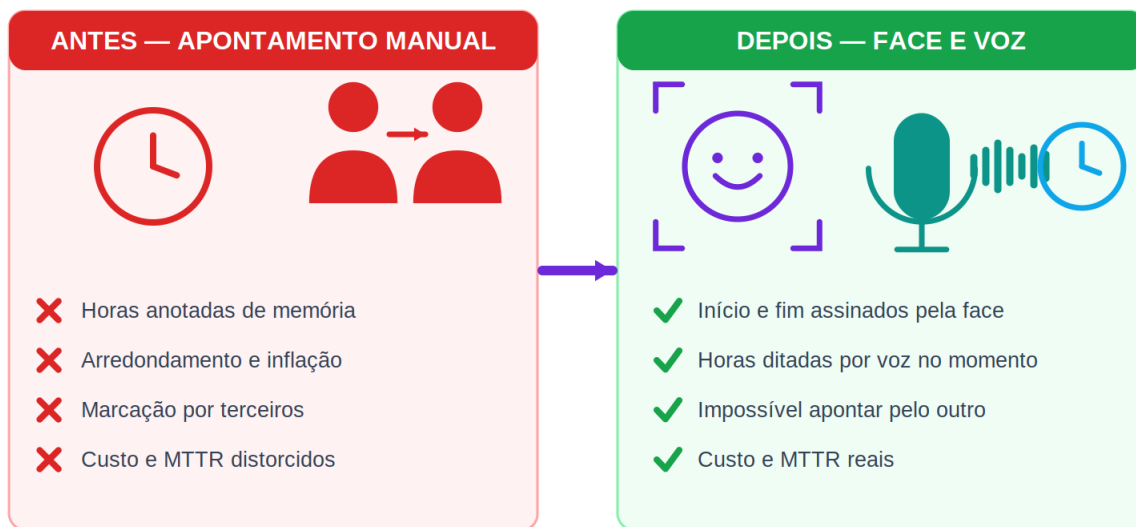 ANTES — APONTAMENTO MANUAL
Horas anotadas de memória
Arredondamento e inflação
Marcação por terceiros
Custo e MTTR distorcidos
DEPOIS — FACE E VOZ
Início e fim assinados pela face
Horas ditadas por voz no momento
Impossível apontar pelo outro
Custo e MTTR reais